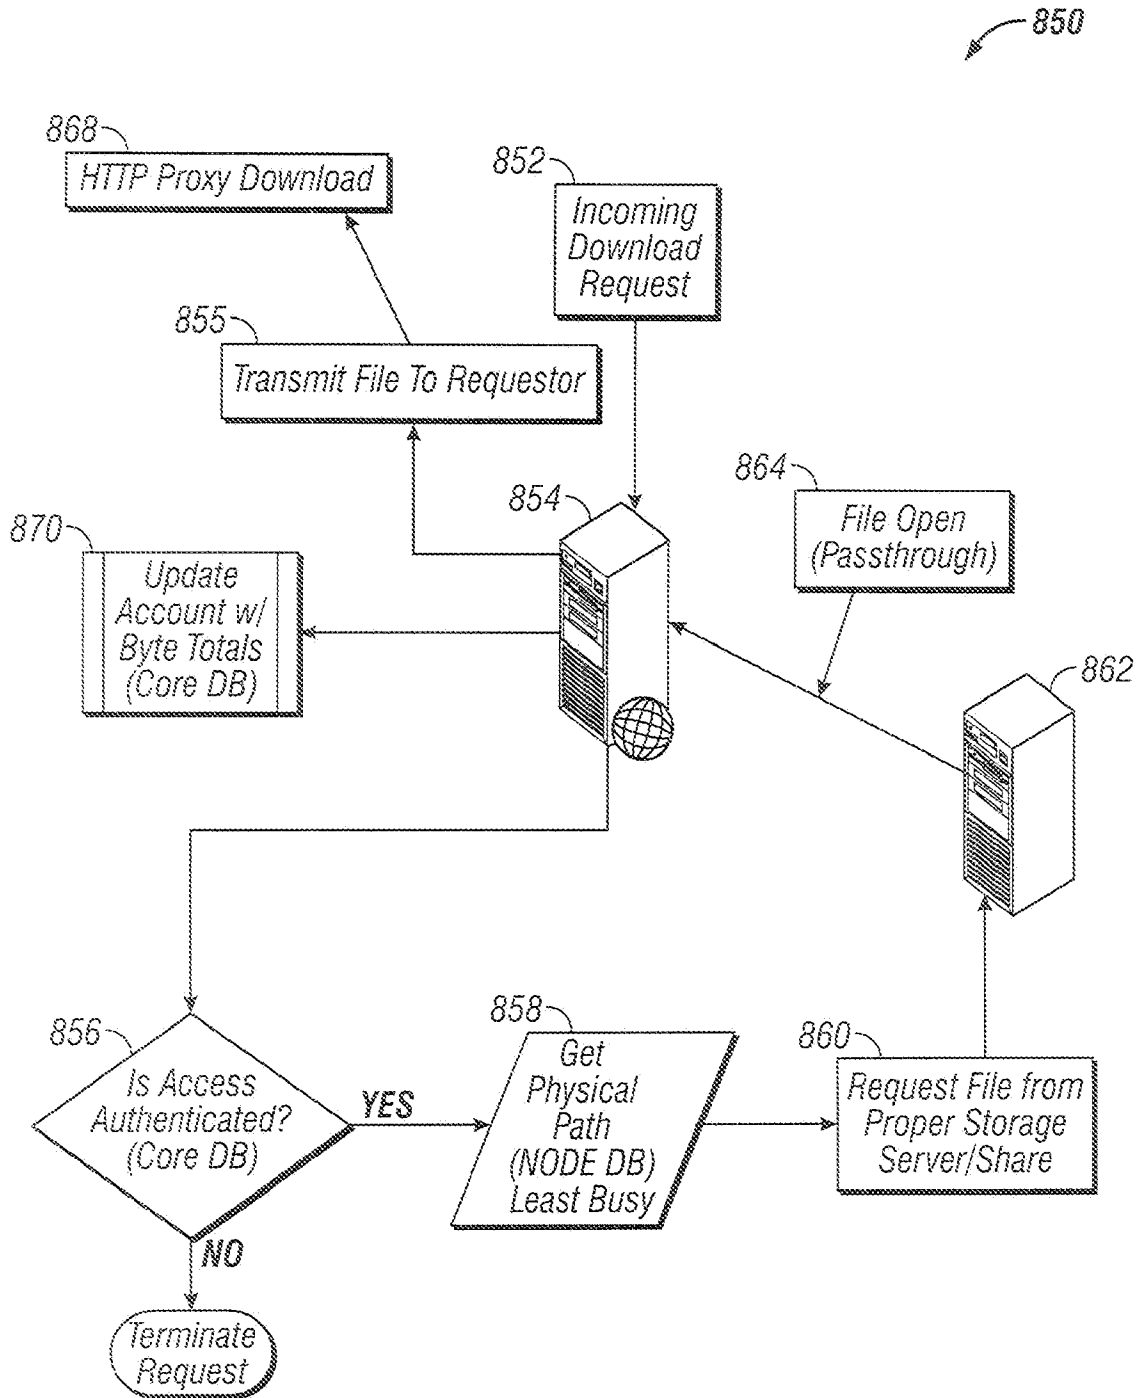 850
868
HTTP Proxy Download
852
Incoming
Download
Request
855
Transmit File To Requestor
854
864
File Open
(Passthrough)
870
Update
Account w/
Byte Totals
(Core DB)
862
856
Is Access
Authenticated?
(Core DB)
YES
NO
858
Get
Physical
Path
(NODE DB)
Least Busy
860
Request File from
Proper Storage
Server/Share
Terminate
Request